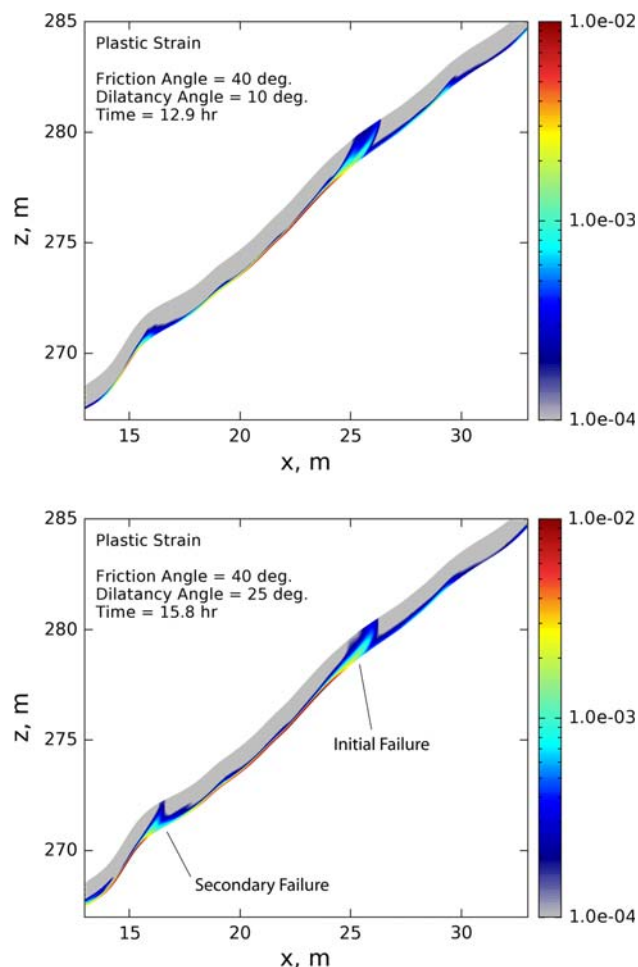 285
Plastic Strain
Friction Angle = 40 deg.
Dilatancy Angle = 10 deg.
Time = 12.9 hr
280
275
270
z, m
15 20 25 30
x, m
1.0e-02
1.0e-03
1.0e-04
285
Plastic Strain
Friction Angle = 40 deg.
Dilatancy Angle = 25 deg.
Time = 15.8 hr
280
Initial Failure
275
270
Secondary Failure
z, m
15 20 25 30
x, m
1.0e-02
1.0e-03
1.0e-04